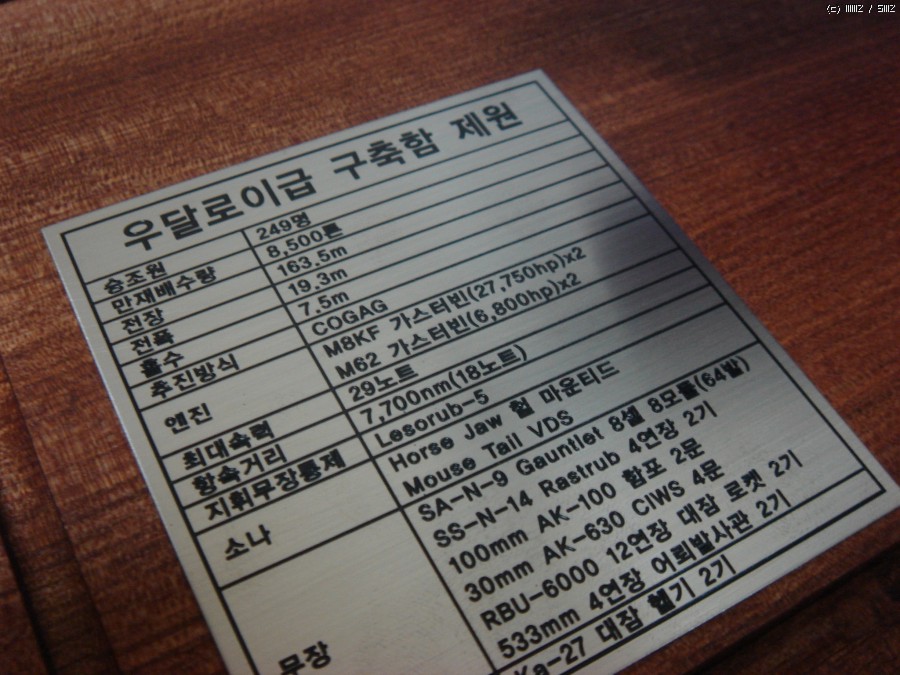 우달로이급 구축함 제원
승조원 249명
만재배수량 8,500톤
전장 163.5m
전폭 19.3m
흘수 7.5m
추진방식 COGAG
엔진 M8KF 가스터빈(27,750hp)x2
M62 가스터빈(6,800hp)x2
최대속력 29노트
항속거리 7,700nm(18노트)
지휘무장통제 Lesorub-5
소나 Horse Jaw 헐 마운티드
Mouse Tail VDS
무장 SA-N-9 Gauntlet 8셀 8모듈(64발)
SS-N-14 Rastrub 4연장 2기
100mm AK-100 함포 2문
30mm AK-630 CIWS 4문
RBU-6000 12연장 대잠 로켓 2기
533mm 4연장 어뢰발사관 2기
Ka-27 대잠 헬기 2기